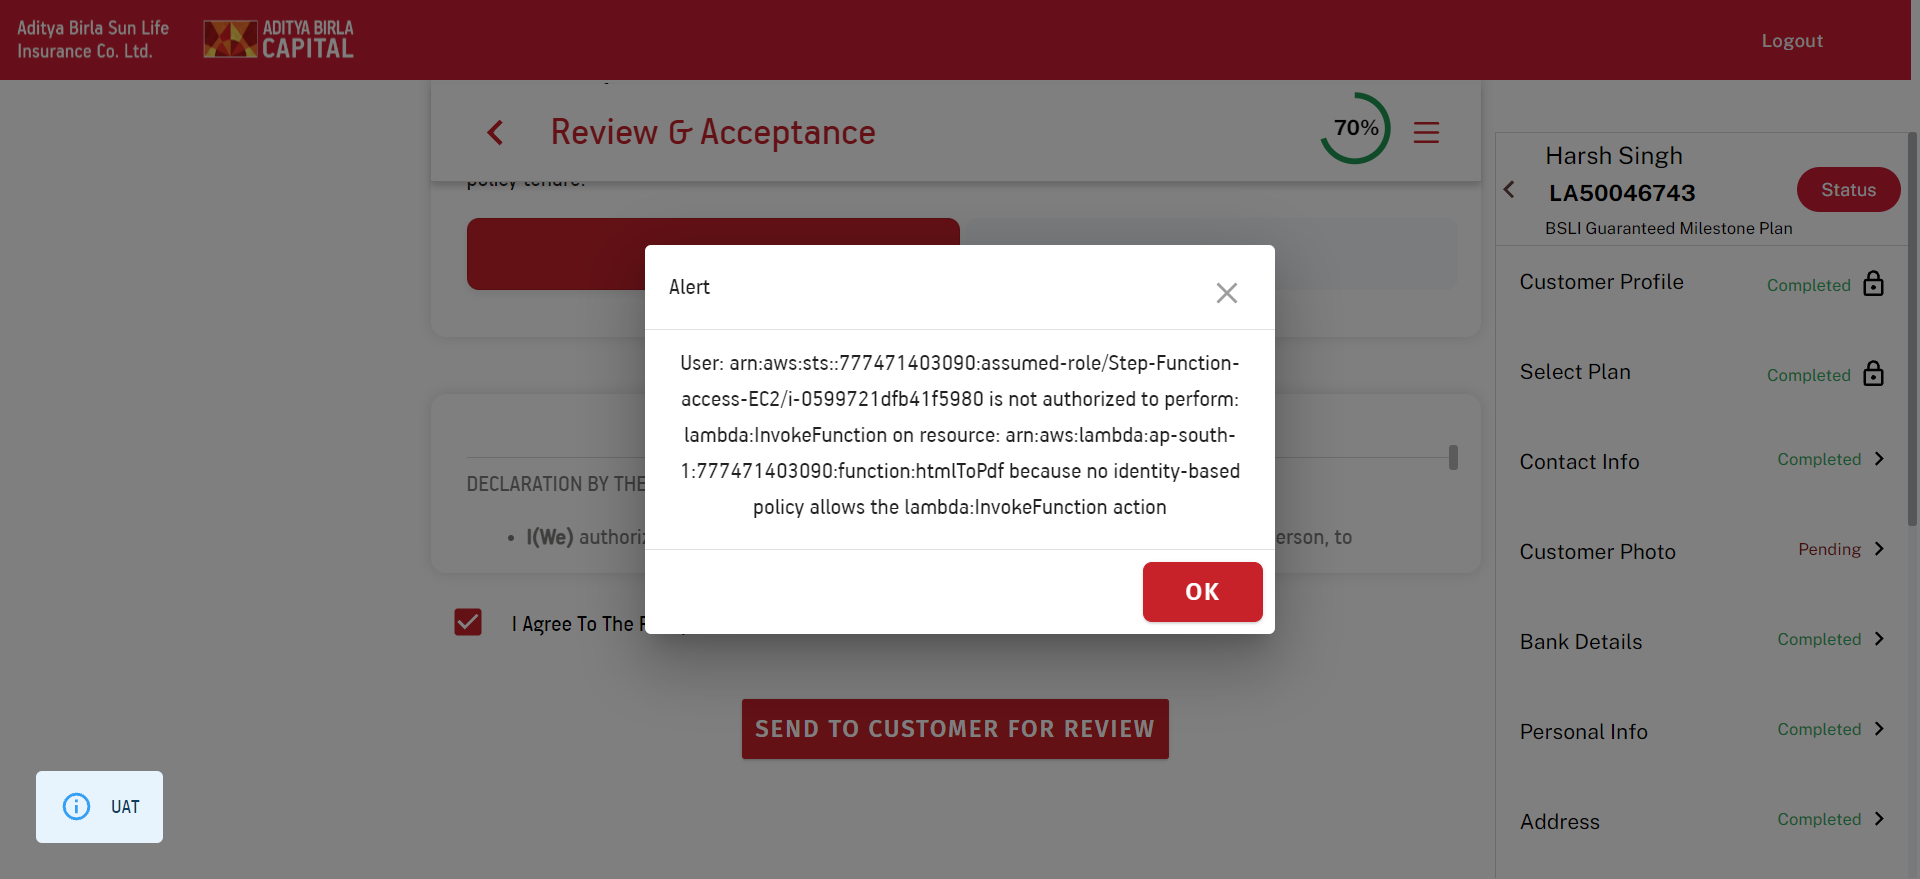 Aditya Birla Sun Life
Insurance Co. Ltd.
ADITYA BIRLA
CAPITAL
Logout
Review & Acceptance
70%
policy tenure.
Alert
User: arn:aws:sts::777471403090:assumed-role/Step-Function-
access-EC2/i-0599721dfb41f5980 is not authorized to perform:
lambda:InvokeFunction on resource: arn:aws:lambda:ap-south-
1:777471403090:function:htmlToPdf because no identity-based
policy allows the lambda:InvokeFunction action
OK
DECLARATION BY THE
• I(We) authoriz
erson, to
I Agree To The
SEND TO CUSTOMER FOR REVIEW
UAT
Harsh Singh
LA50046743
BSLI Guaranteed Milestone Plan
Status
Customer Profile Completed
Select Plan Completed
Contact Info Completed
Customer Photo Pending
Bank Details Completed
Personal Info Completed
Address Completed